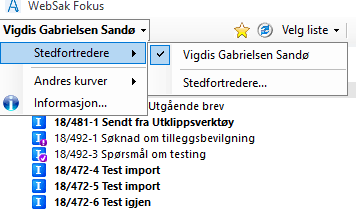 WebSak Fokus
Vigdis Gabrielsen Sandø
Velg liste
Stedfortredere
Vigdis Gabrielsen Sandø
Andres kurver
Stedfortredere...
Informasjon...
Utgående brev
18/481-1 Sendt fra Utklippsverktøy
18/492-1 Søknad om tilleggsbevilgning
18/492-3 Spørsmål om testing
18/472-4 Test import
18/472-5 Test import
18/472-6 Test igjen